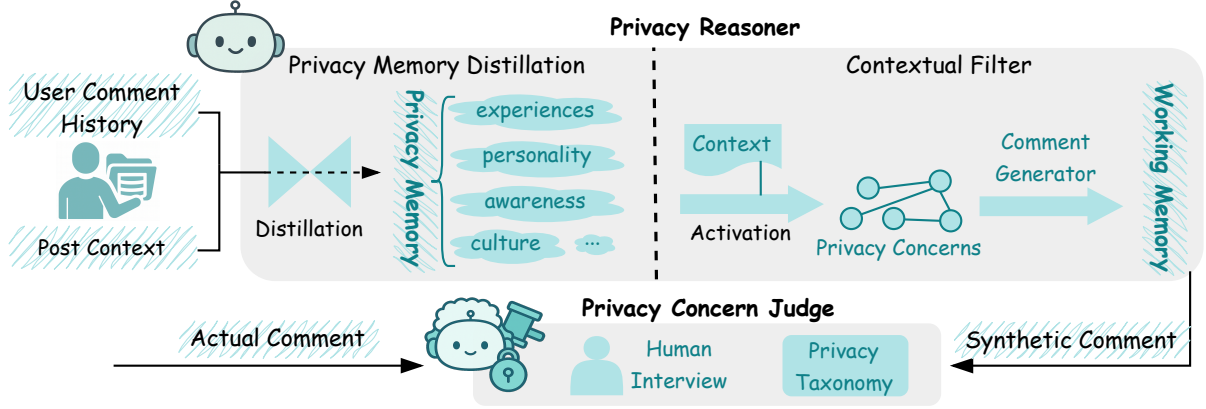 Privacy Reasoner
Privacy Memory Distillation
Contextual Filter
User Comment
History
Post Context
Distillation
Privacy Memory
experiences
personality
awareness
culture
...
Context
Activation
Privacy Concerns
Comment
Generator
Working Memory
Privacy Concern Judge
Actual Comment
Human
Interview
Privacy
Taxonomy
Synthetic Comment